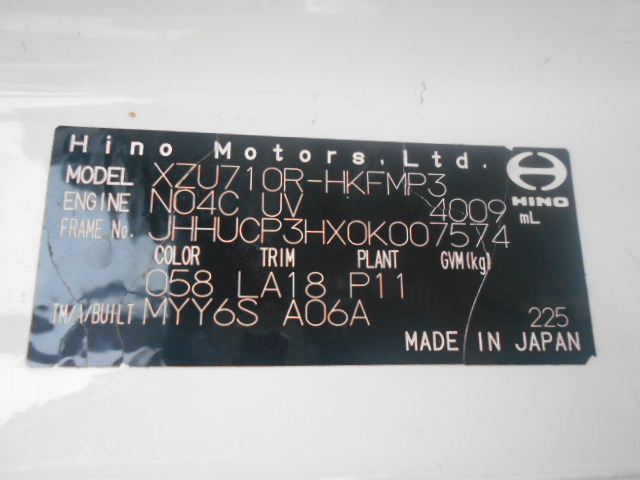 Hino Motors, Ltd.
HINO
MODEL XZU710R-HKFMP3
ENGINE N04C UV 4009 mL
FRAME No. JHHUCP3HX0K007574
COLOR TRIM PLANT GVM(kg)
058 LA18 P11
TM/A/BUILT MYY6S A06A 225
MADE IN JAPAN